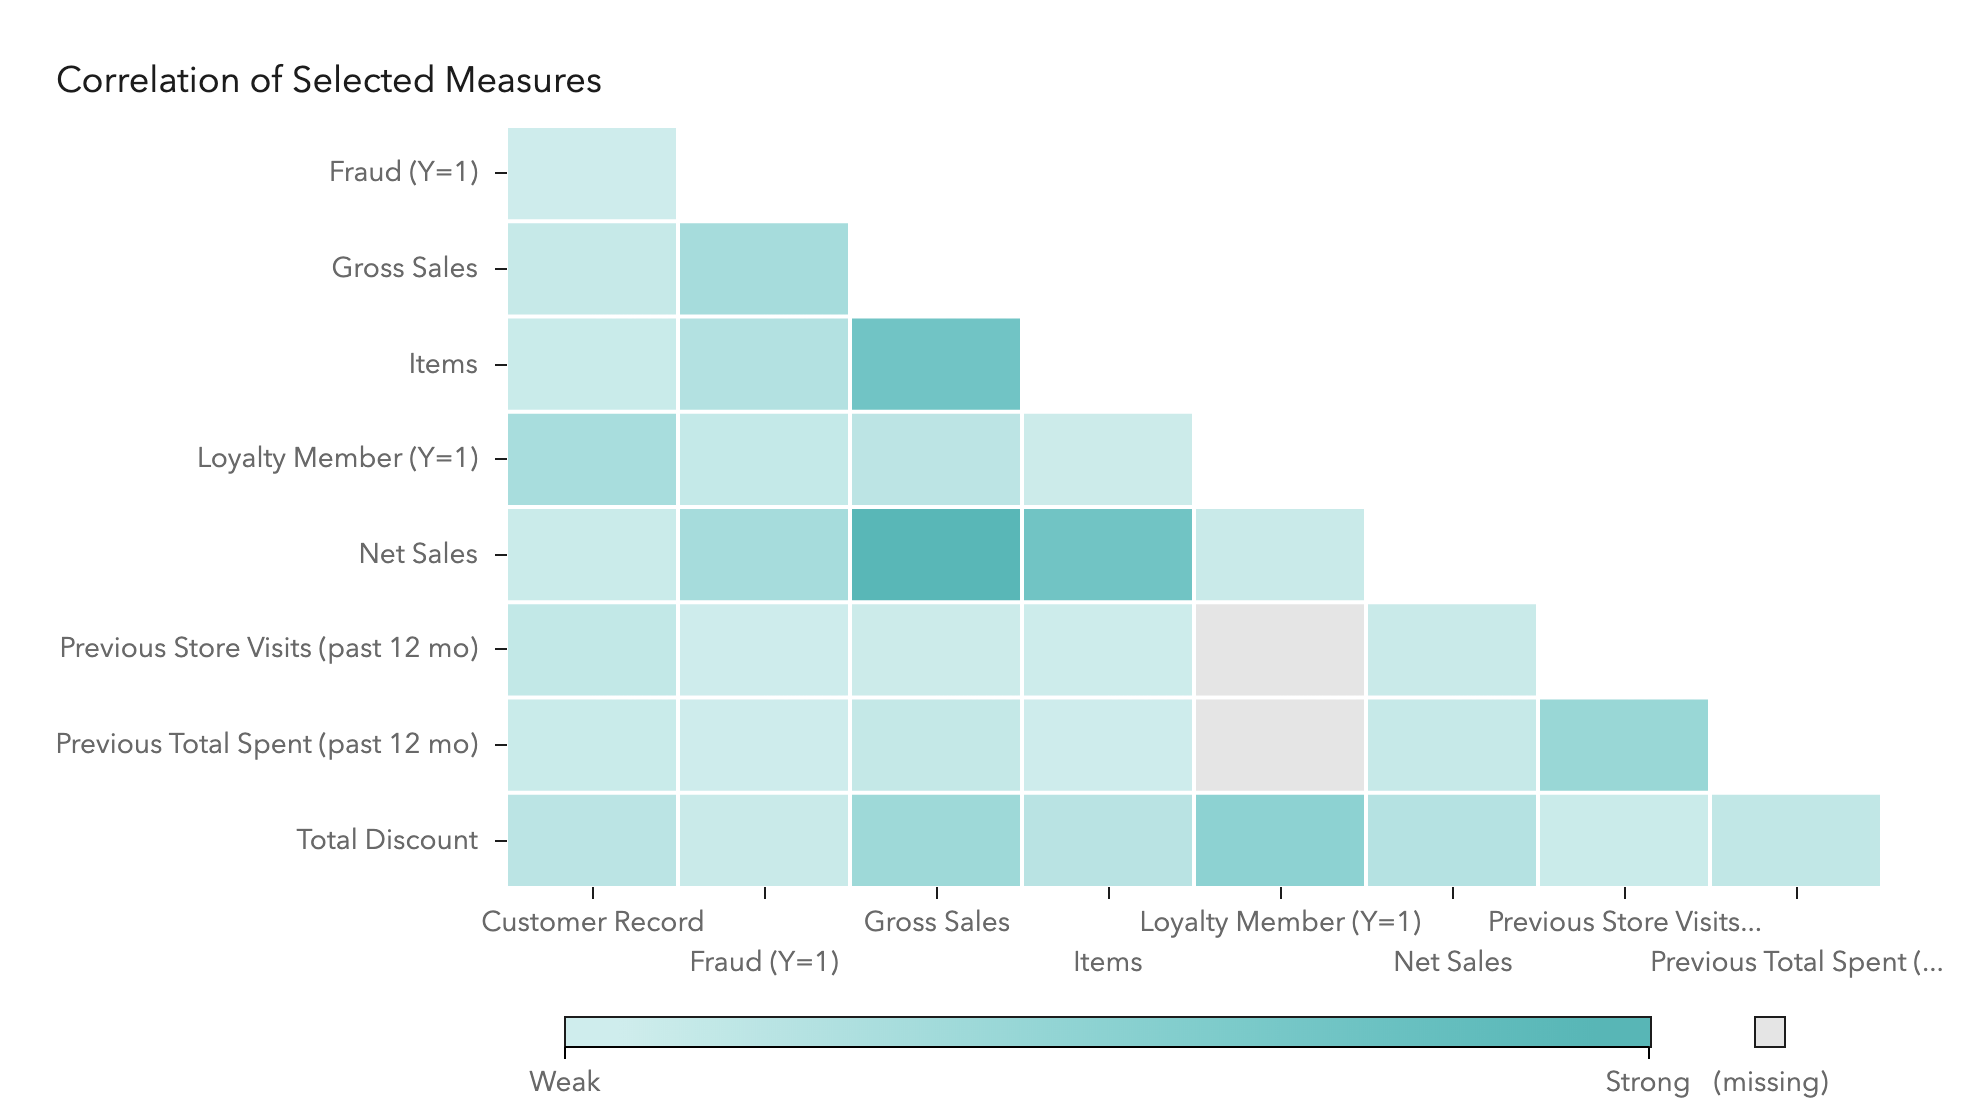 Correlation of Selected Measures
Fraud (Y=1)
Gross Sales
Items
Loyalty Member (Y=1)
Net Sales
Previous Store Visits (past 12 mo)
Previous Total Spent (past 12 mo)
Total Discount
Customer Record
Gross Sales
Loyalty Member (Y=1)
Previous Store Visits...
Fraud (Y=1)
Items
Net Sales
Previous Total Spent (...
Weak
Strong
(missing)